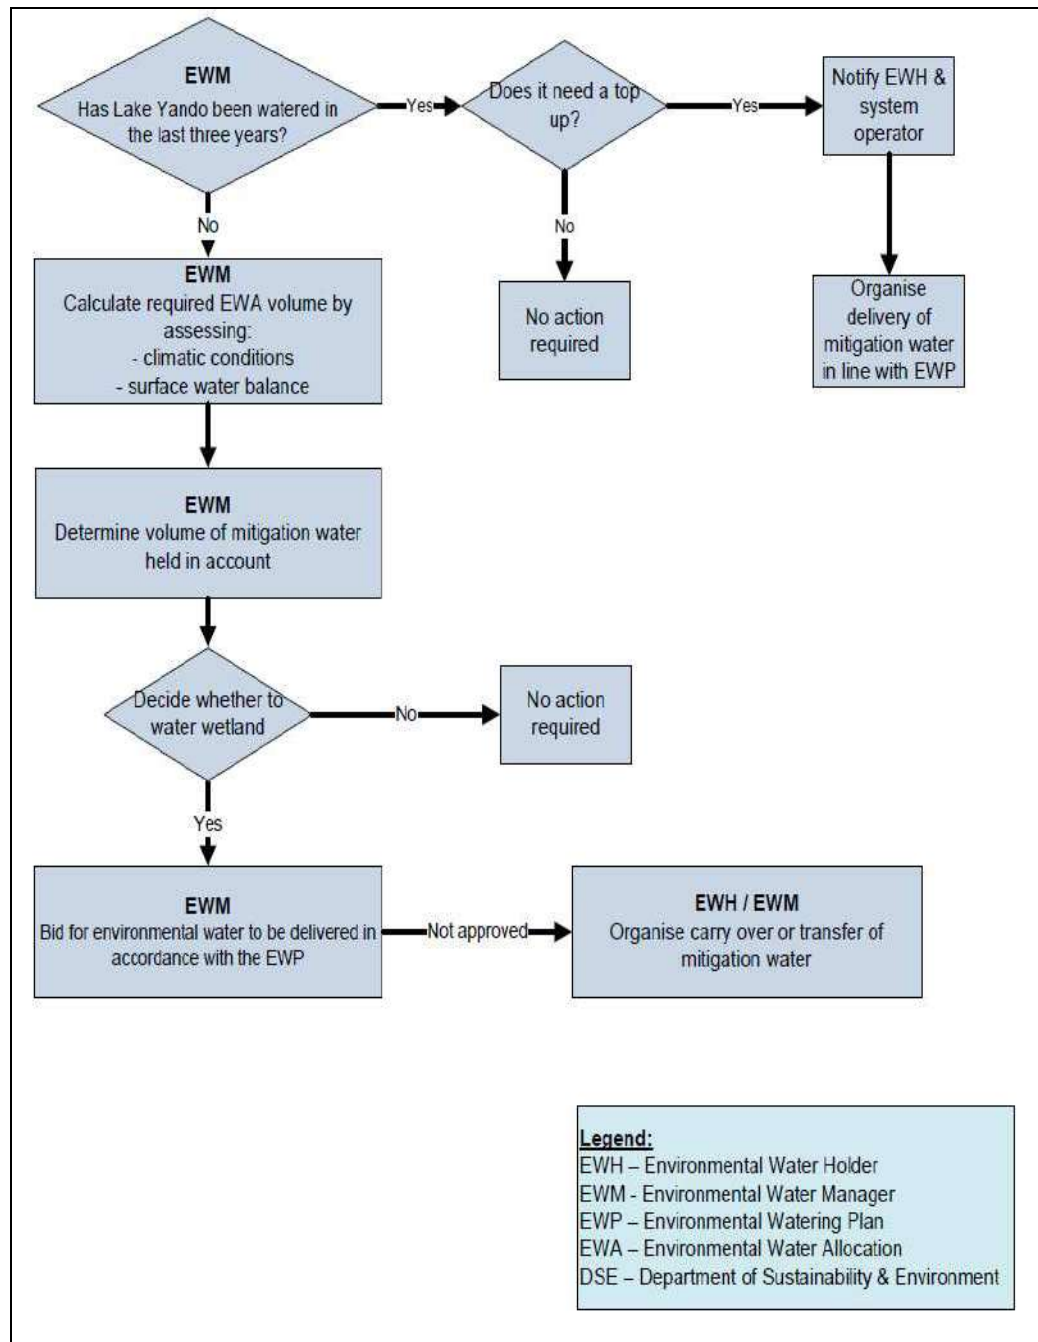 EWM
Has Lake Yando been watered in
the last three years?
Yes
Does it need a top
up?
Yes
Notify EWH &
system
operator
No
No
EWM
Calculate required EWA volume by
assessing:
- climatic conditions
- surface water balance
No action
required
Organise
delivery of
mitigation water
in line with EWP
EWM
Determine volume of mitigation water
held in account
Decide whether to
water wetland
No
No action
required
Yes
EWM
Bid for environmental water to be delivered in
accordance with the EWP
Not approved
EWH / EWM
Organise carry over or transfer of
mitigation water
Legend:
EWH – Environmental Water Holder
EWM - Environmental Water Manager
EWP – Environmental Watering Plan
EWA – Environmental Water Allocation
DSE – Department of Sustainability & Environment